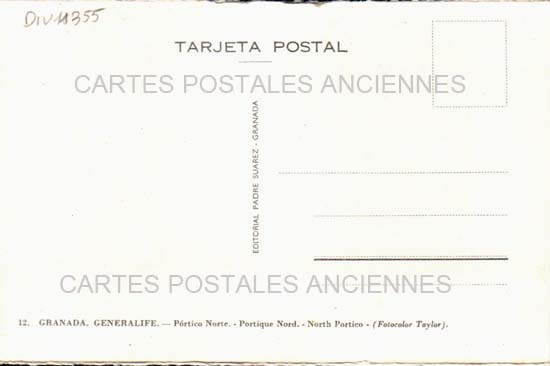 Div 11355
TARJETA POSTAL
CARTES POSTALES ANCIENNES
EDITORIAL PADRE SUAREZ - GRANADA
CARTES POSTALES ANCIENNES
12. GRANADA. GENERALIFE. — Pórtico Norte. - Portique Nord. - North Portico - (Fotocolor Taylor).